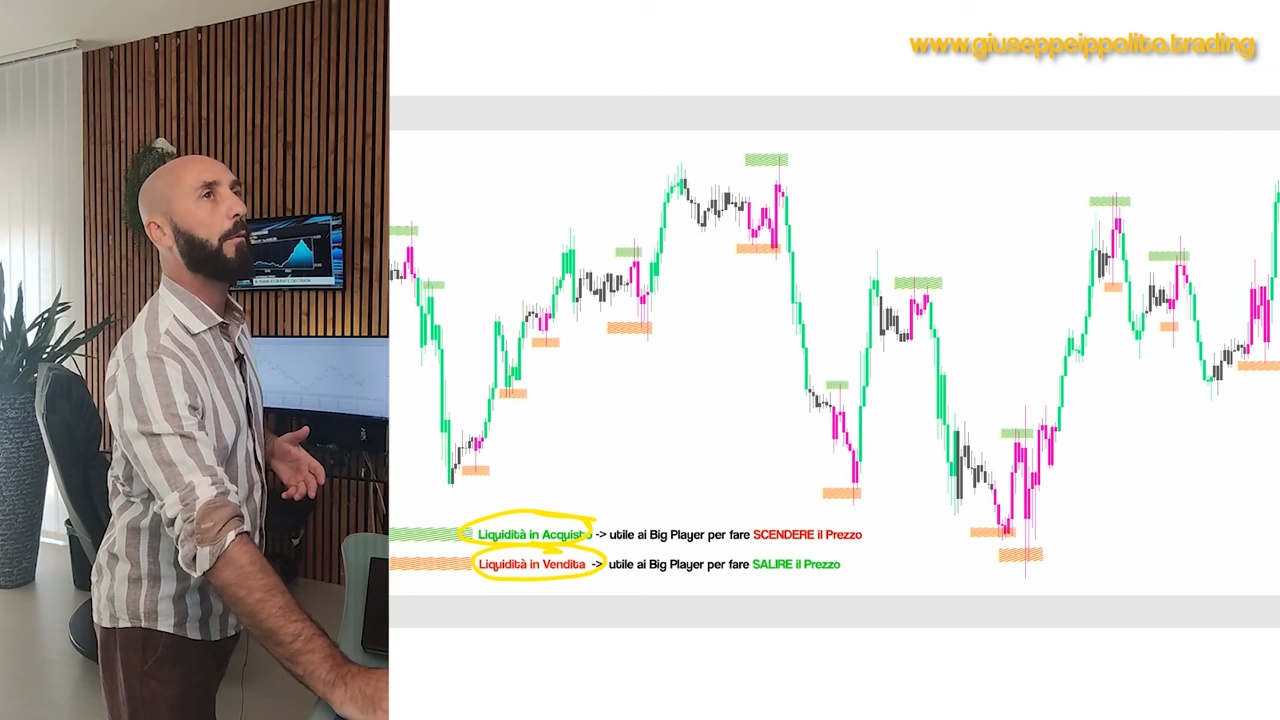 www.giuseppeippolito.trading
Liquidità in Acquisto -> utile ai Big Player per fare SCENDERE il Prezzo
Liquidità in Vendita -> utile ai Big Player per fare SALIRE il Prezzo